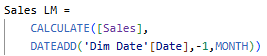 Sales LM =
CALCULATE([Sales],
DATEADD('Dim Date'[Date],-1,MONTH))